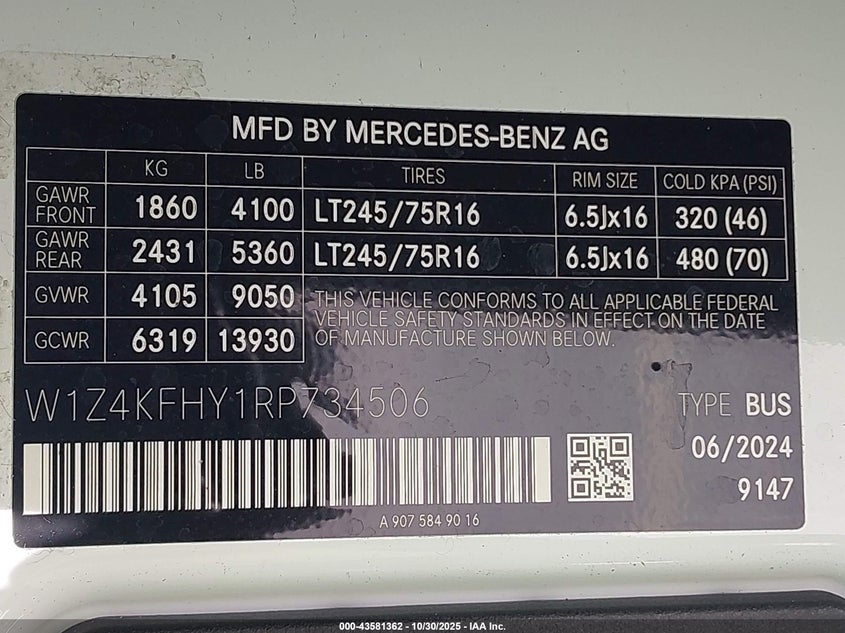 MFD BY MERCEDES-BENZ AG
KG LB TIRES RIM SIZE COLD KPA (PSI)
GAWR FRONT 1860 4100 LT245/75R16 6.5Jx16 320 (46)
GAWR REAR 2431 5360 LT245/75R16 6.5Jx16 480 (70)
GVWR 4105 9050
GCWR 6319 13930
THIS VEHICLE CONFORMS TO ALL APPLICABLE FEDERAL
VEHICLE SAFETY STANDARDS IN EFFECT ON THE DATE
OF MANUFACTURE SHOWN BELOW.
W1Z4KFHY1RP734506
TYPE BUS
06/2024
9147
A 907 584 90 16
000-43581362 - 10/30/2025 - IAA Inc.